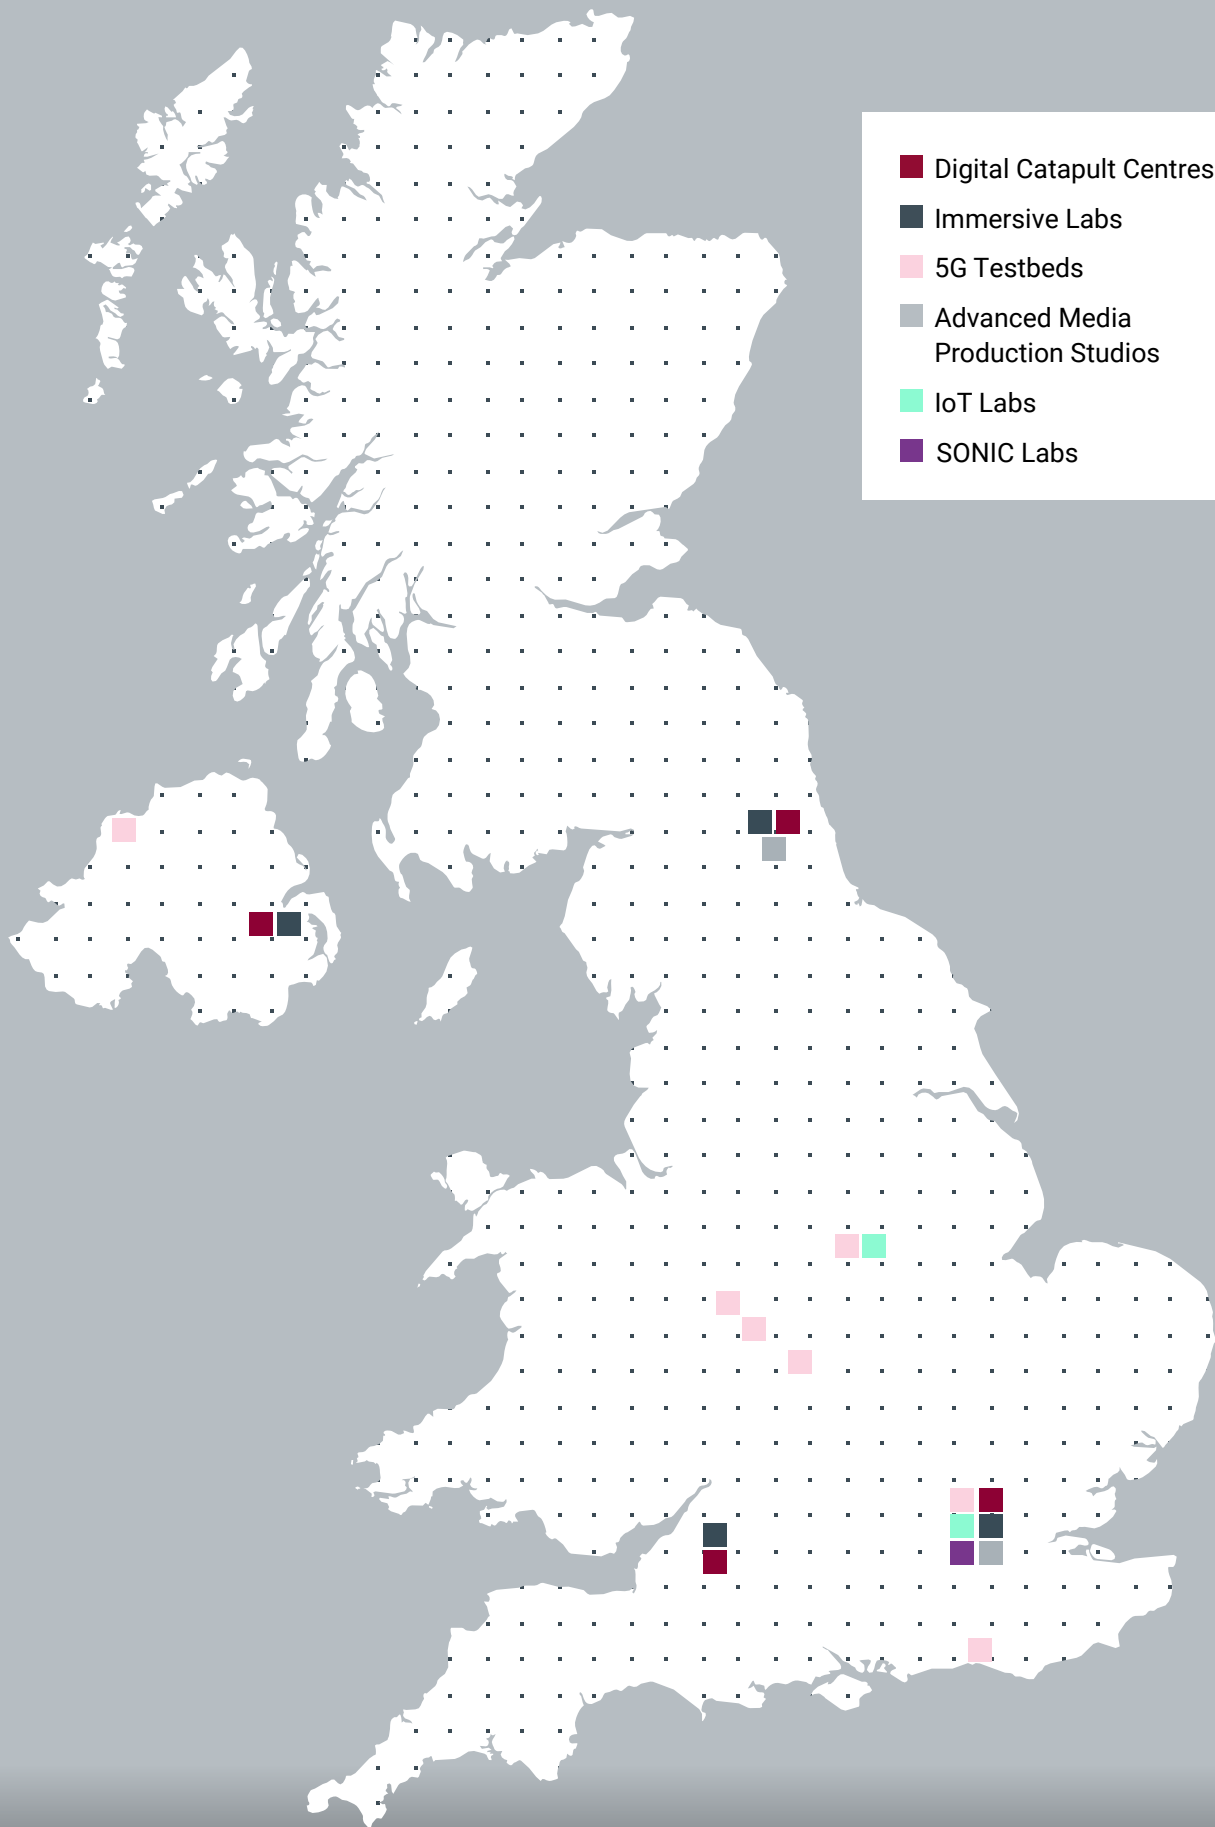 Digital Catapult Centres
Immersive Labs
5G Testbeds
Advanced Media
Production Studios
IoT Labs
SONIC Labs